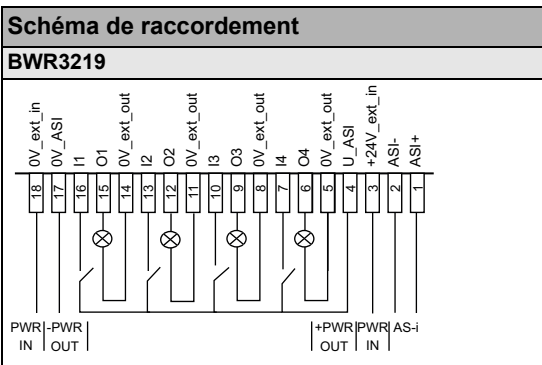 Schéma de raccordement
BWR3219
0V_ext_in
0V_ASI
I1
O1
0V_ext_out
I2
O2
0V_ext_out
I3
O3
0V_ext_out
I4
O4
0V_ext_out
U_ASI
+24V_ext_in
ASI-
ASI+
18 17 16 15 14 13 12 11 10 9 8 7 6 5 4 3 2 1
PWR -PWR +PWR PWR AS-i
IN OUT OUT IN